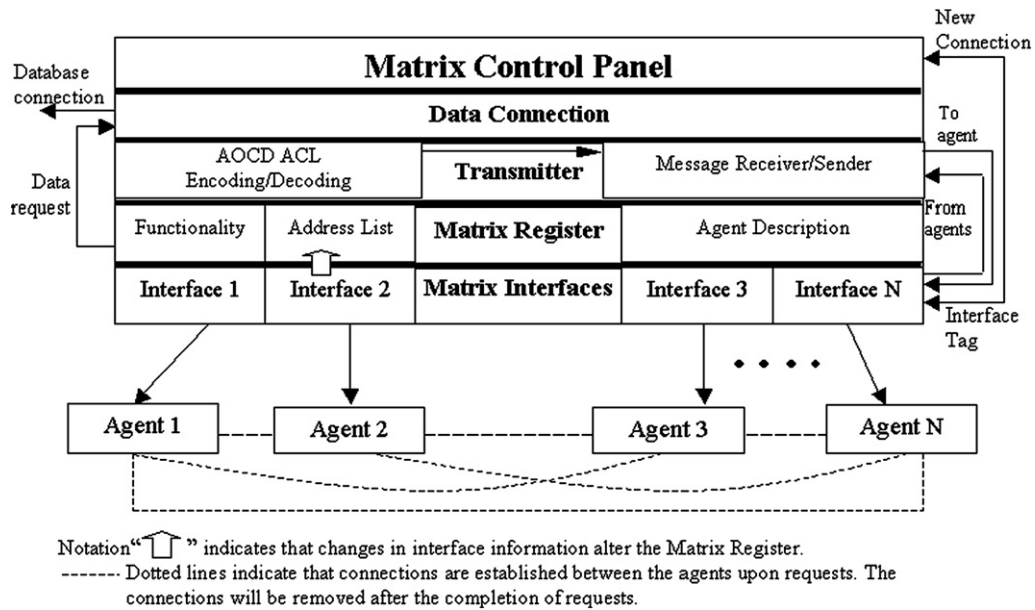 New
Connection
Matrix Control Panel
Database
connection
Data Connection
To
agent
AOCD ACL
Encoding/Decoding
Transmitter
Message Receiver/Sender
Data
request
From
agents
Functionality
Address List
Matrix Register
Agent Description
Interface 1
Interface 2
Matrix Interfaces
Interface 3
Interface N
Interface
Tag
Agent 1
Agent 2
Agent 3
Agent N
Notation“ ” indicates that changes in interface information alter the Matrix Register.
Dotted lines indicate that connections are established between the agents upon requests. The
connections will be removed after the completion of requests.